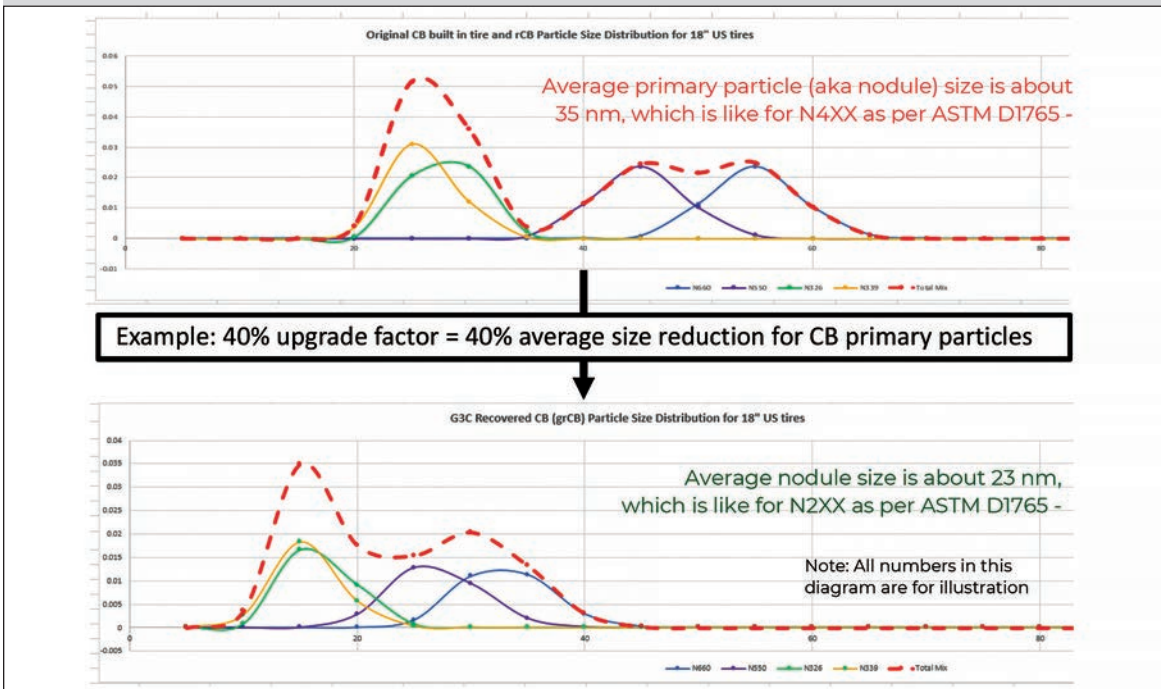 Original CB built in tire and rCB Particle Size Distribution for 18" US tires
0.06
0.05
0.04
0.03
0.02
0.01
0
-0.01
0 20 40 60 80
Average primary particle (aka nodule) size is about
35 nm, which is like for N4XX as per ASTM D1765 -
N660 N550 N326 N339 Total Mix
Example: 40% upgrade factor = 40% average size reduction for CB primary particles
G3C Recovered CB (grCB) Particle Size Distribution for 18" US tires
0.04
0.035
0.03
0.025
0.02
0.015
0.01
0.005
0
-0.005
0 20 40 60 80
Average nodule size is about 23 nm,
which is like for N2XX as per ASTM D1765 -
Note: All numbers in this
diagram are for illustration
N660 N550 N326 N339 Total Mix